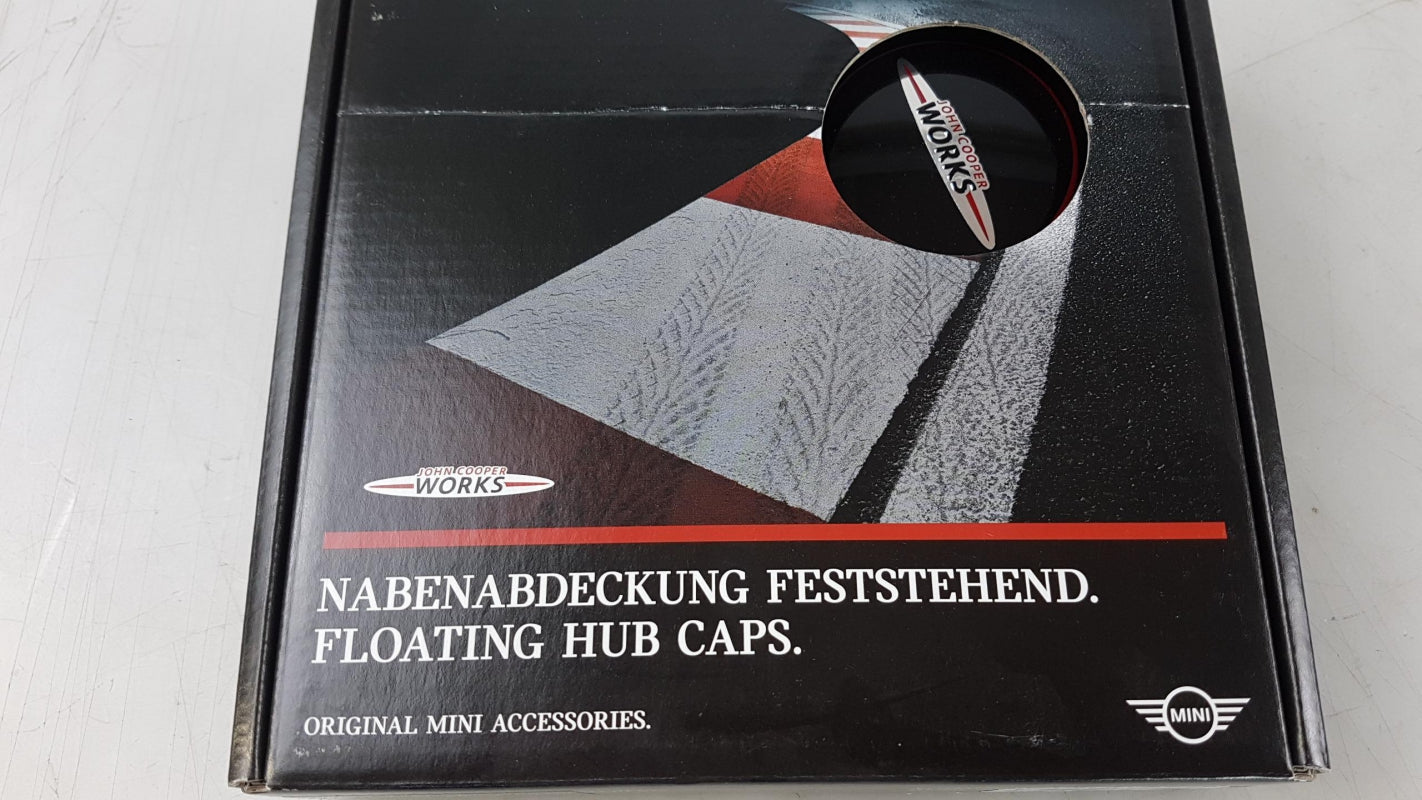 JOHN COOPER
WORKS
JOHN COOPER
WORKS
NABENABDECKUNG FESTSTEHEND.
FLOATING HUB CAPS.
ORIGINAL MINI ACCESSORIES.
MINI